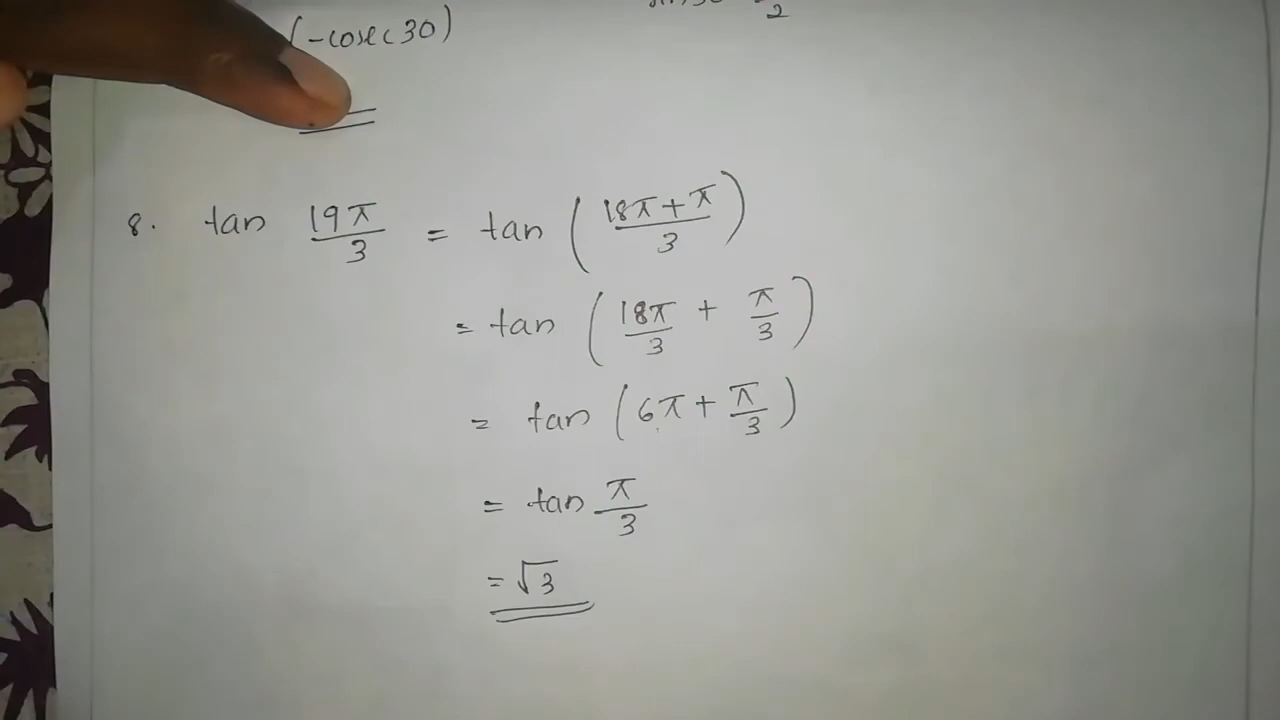 (-cosec 30)
8. tan 19π/3 = tan (18π+π/3)
= tan (18π/3 + π/3)
= tan (6π + π/3)
= tan π/3
= √3